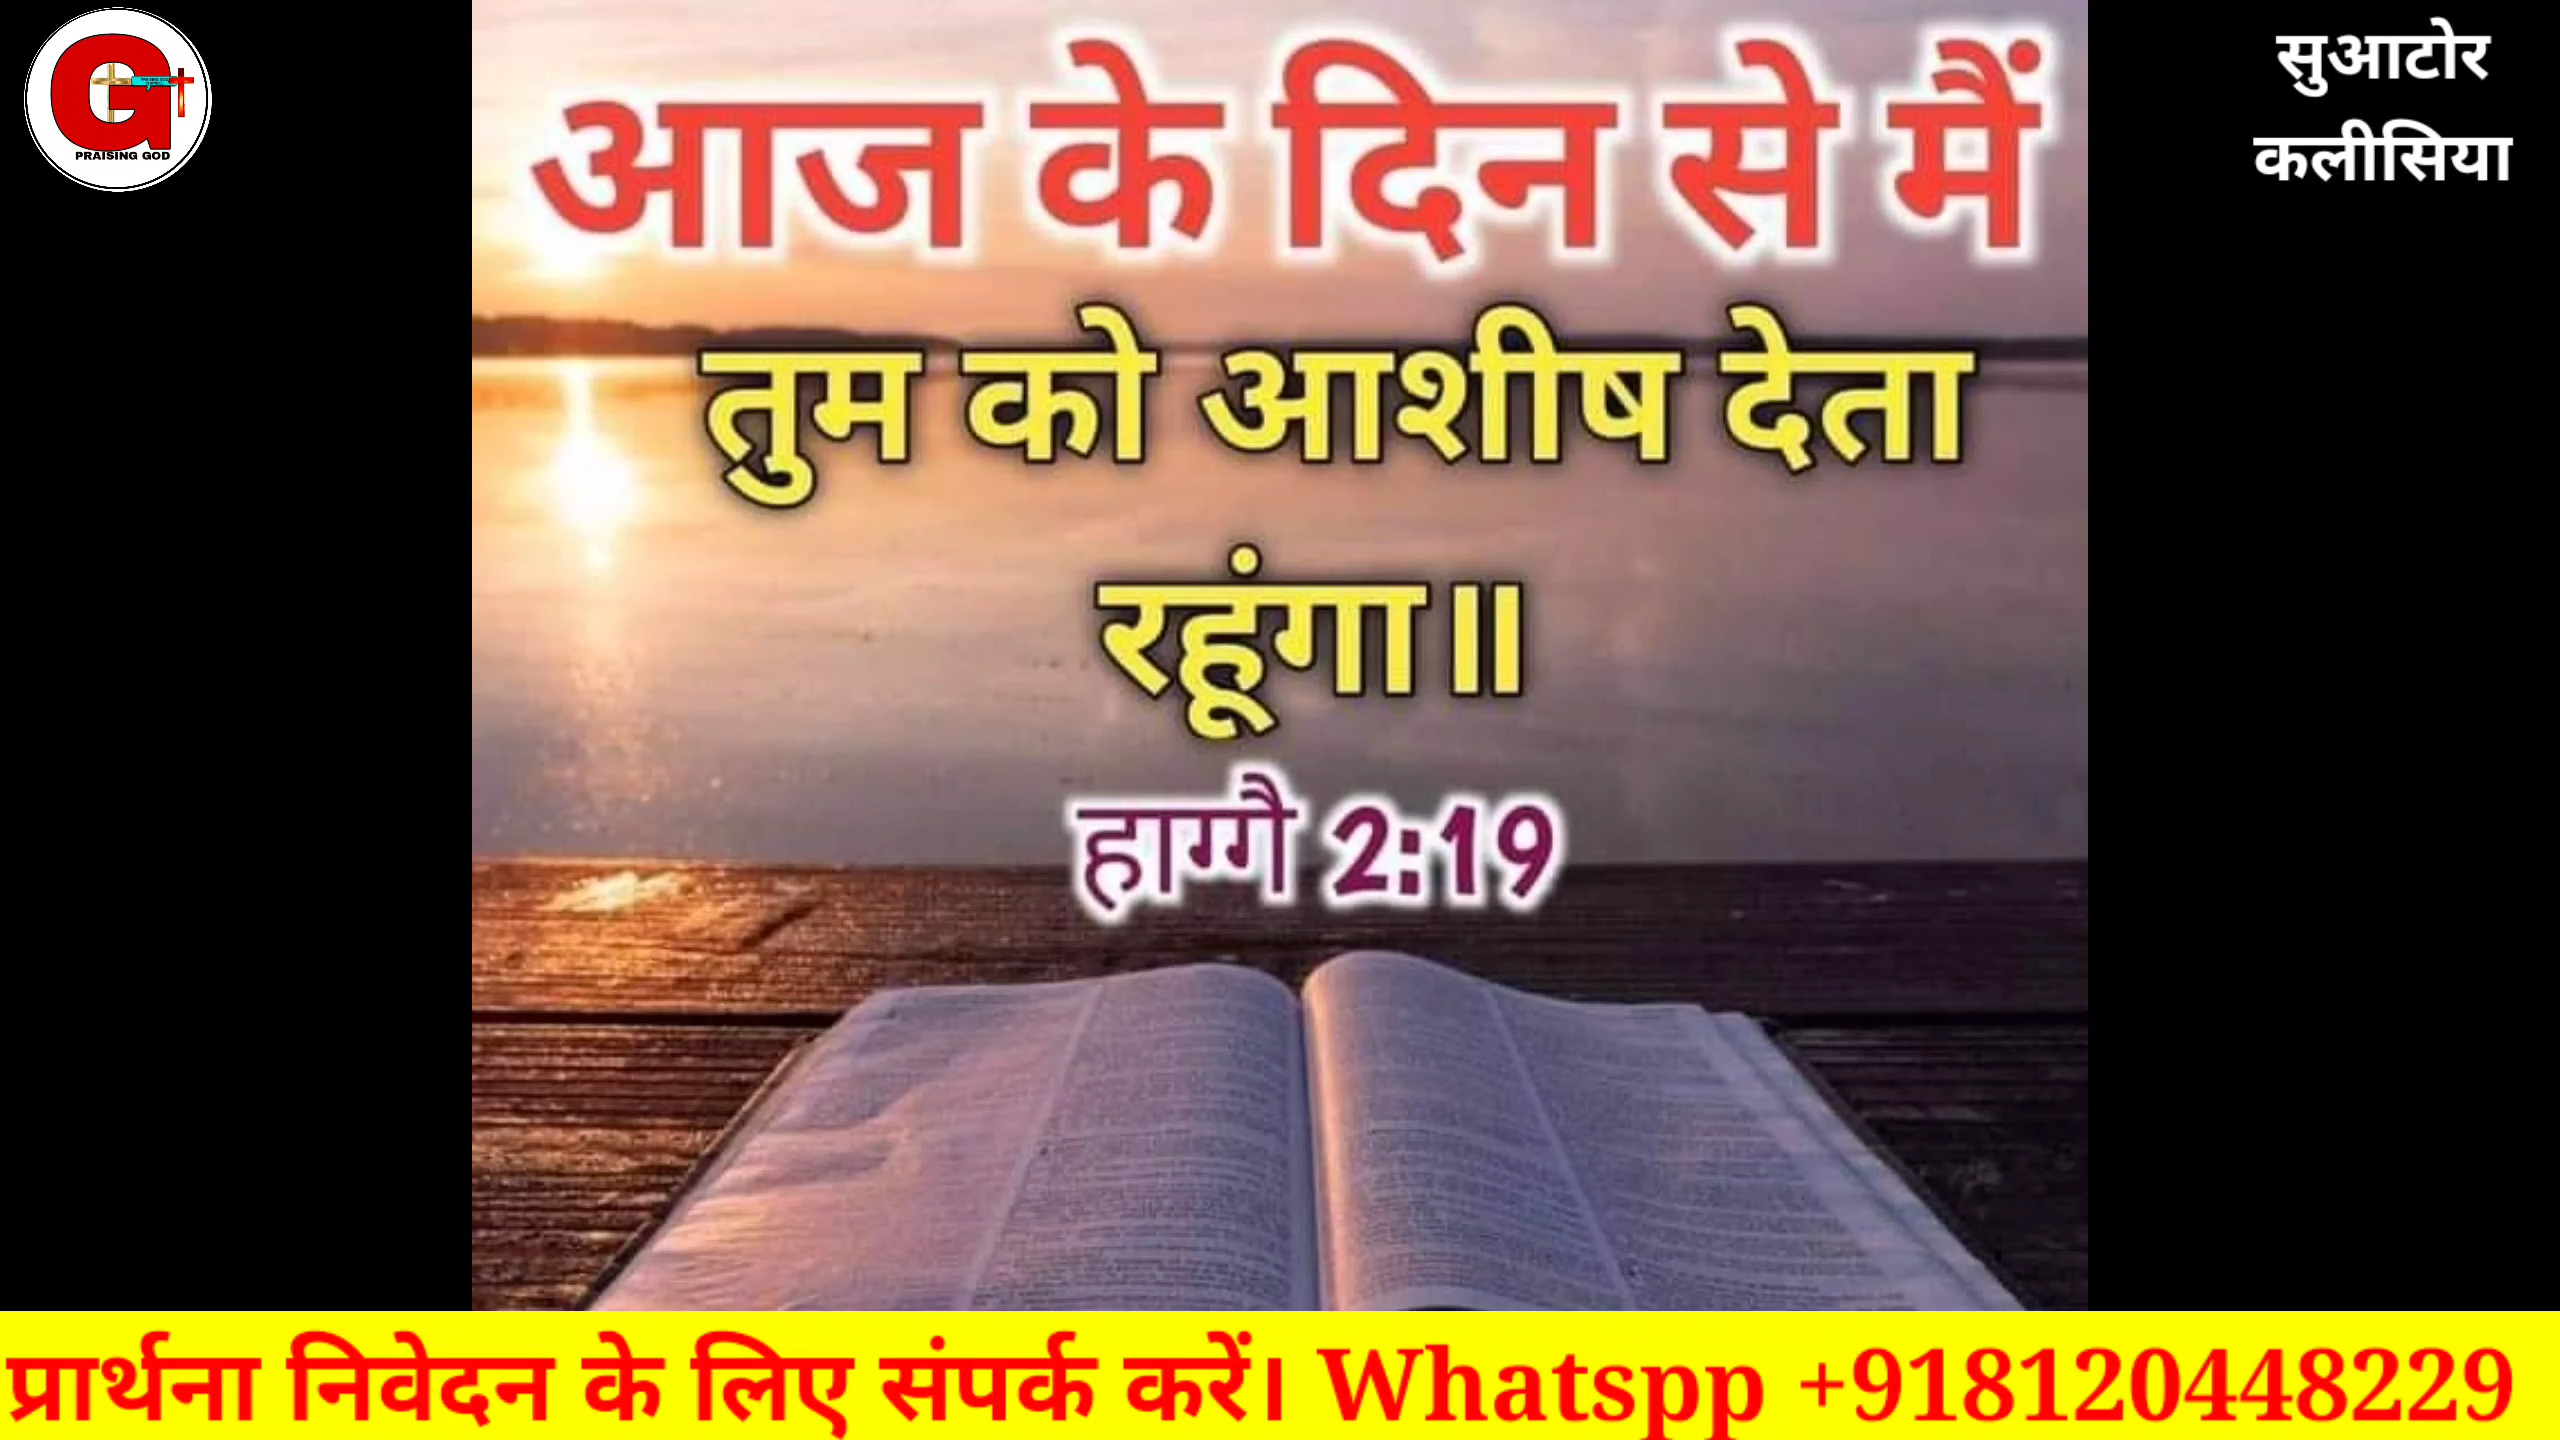 PRAISING GOD
सुआटोर
कलीसिया
आज के दिन से मैं
तुम को आशीष देता
रहूंगा॥
हाग्गै 2:19
प्रार्थना निवेदन के लिए संपर्क करें। Whatspp +918120448229